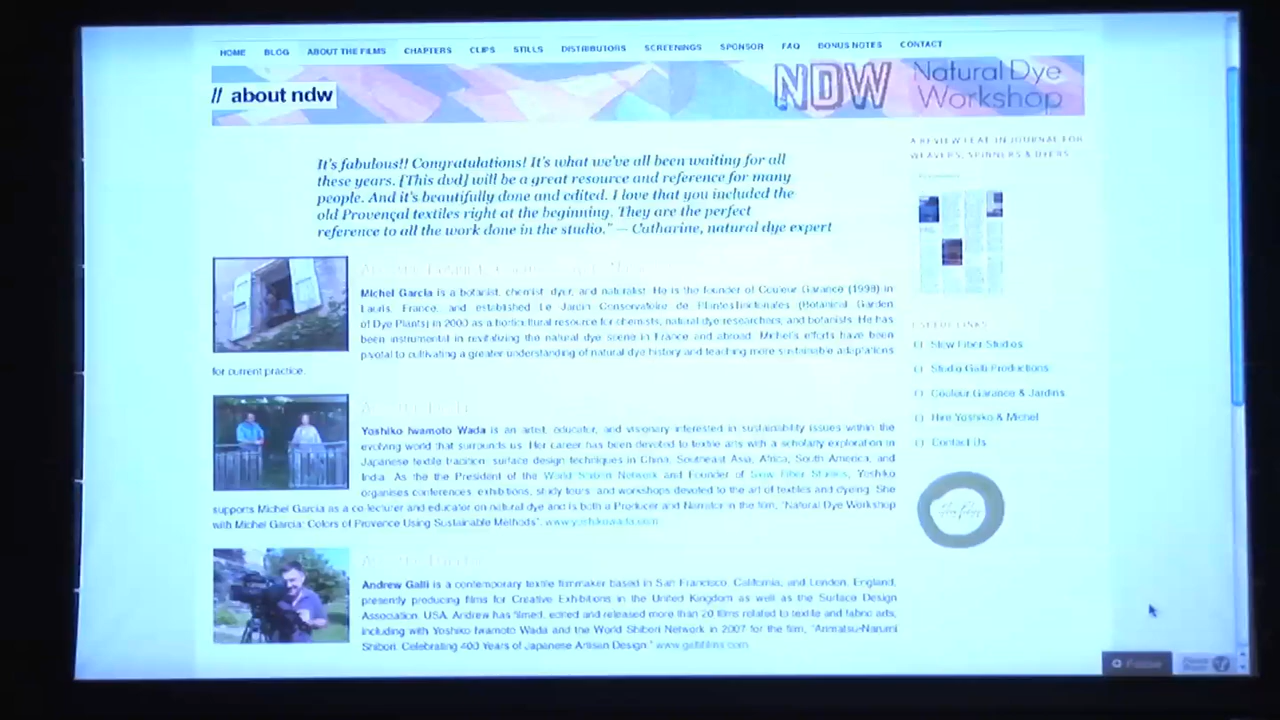 HOME BLOG ABOUT THE FILMS CHAPTERS CLIPS STILLS DISTRIBUTORS SCREENINGS SPONSOR FAQ BONUS NOTES CONTACT
// about ndw
NDW Natural Dye
Workshop
It's fabulous!! Congratulations! It's what we've all been waiting for all
these years. [This dvd] will be a great resource and reference for many
people. And it's beautifully done and edited. I love that you included the
old Provençal textiles right at the beginning. They are the perfect
reference to all the work done in the studio." — Catharine, natural dye expert
Michel Garcia is a botanist, chemist, dyer, and naturalist. He is the founder of Couleur Garance (1998) in
Lauris, France, and established Le Jardin Conservatoire de Plantes Tinctoriales (Botanical Garden
of Dye Plants) in 2000 as a horticultural resource for chemists, natural dye researchers, and botanists. He has
been instrumental in revitalizing the natural dye scene in France and abroad. Michel's efforts have been
pivotal to cultivating a greater understanding of natural dye history and teaching more sustainable adaptations
for current practice.
Yoshiko Iwamoto Wada is an artist, educator, and visionary interested in sustainability issues within the
evolving world that surrounds us. Her career has been devoted to textile arts with a scholarly exploration in
Japanese textile tradition, surface design techniques in China, Southeast Asia, Africa, South America, and
India. As the the President of the World Shibori Network and Founder of Slow Fiber Studios, Yoshiko
organises conferences, exhibitions, study tours, and workshops devoted to the art of textiles and dyeing. She
supports Michel Garcia as a co lecturer and educator on natural dye and is both a Producer and Narrator in the film, "Natural Dye Workshop
with Michel Garcia: Colors of Provence Using Sustainable Methods". www.yoshikowada.com
Andrew Galli is a contemporary textile filmmaker based in San Francisco, California, and London, England,
presently producing films for Creative Exhibitions in the United Kingdom as well as the Surface Design
Association, USA. Andrew has filmed, edited and released more than 20 films related to textile and fabric arts,
including with Yoshiko Iwamoto Wada and the World Shibori Network in 2007 for the film, "Arimatsu-Narumi
Shibori: Celebrating 400 Years of Japanese Artisan Design." www.gallifilms.com
A REVIEW FEAT. IN JOURNAL FOR
WEAVERS, SPINNERS & DYERS
USEFUL LINKS
Slow Fiber Studios
Studio Galli Productions
Couleur Garance & Jardins
Hire Yoshiko & Michel
Contact Us
Follow